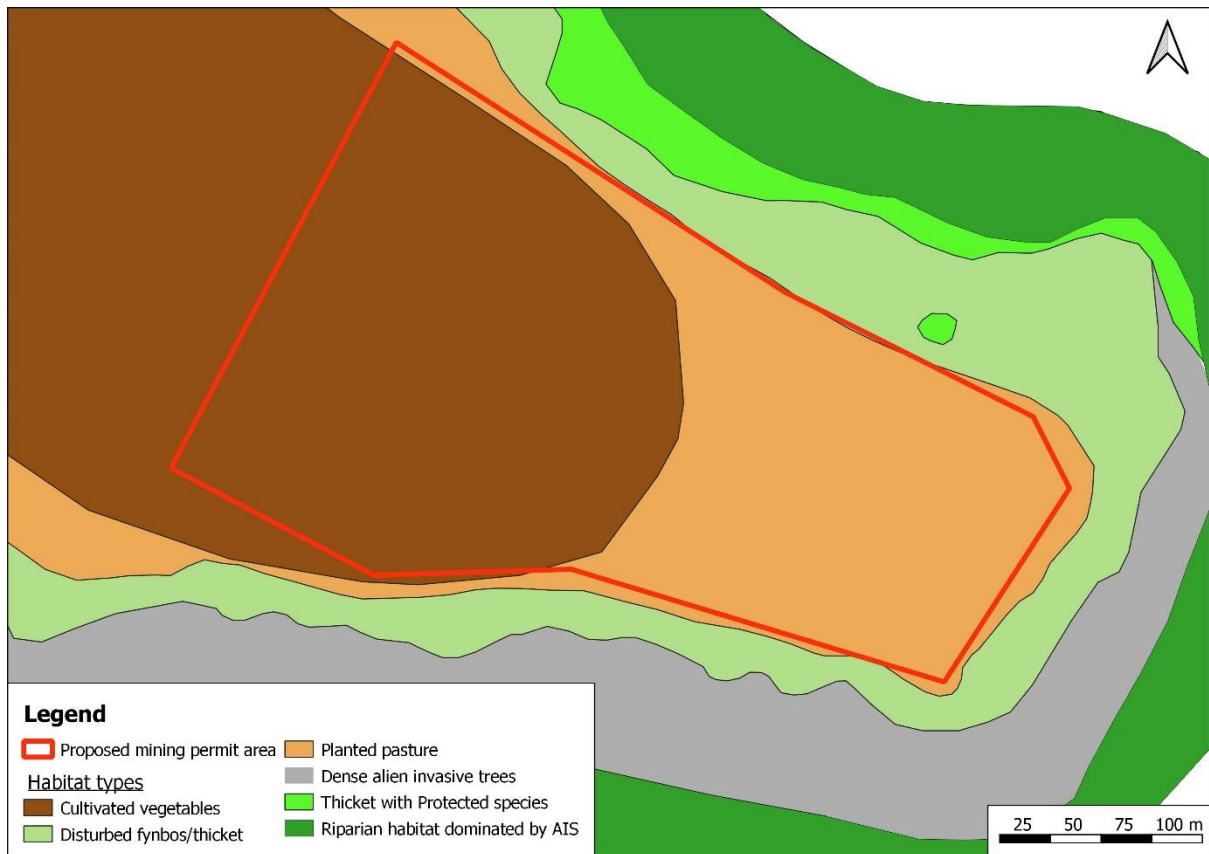 Legend
Proposed mining permit area
Habitat types
Cultivated vegetables
Disturbed fynbos/thicket
Planted pasture
Dense alien invasive trees
Thicket with Protected species
Riparian habitat dominated by AIS
25 50 75 100 m